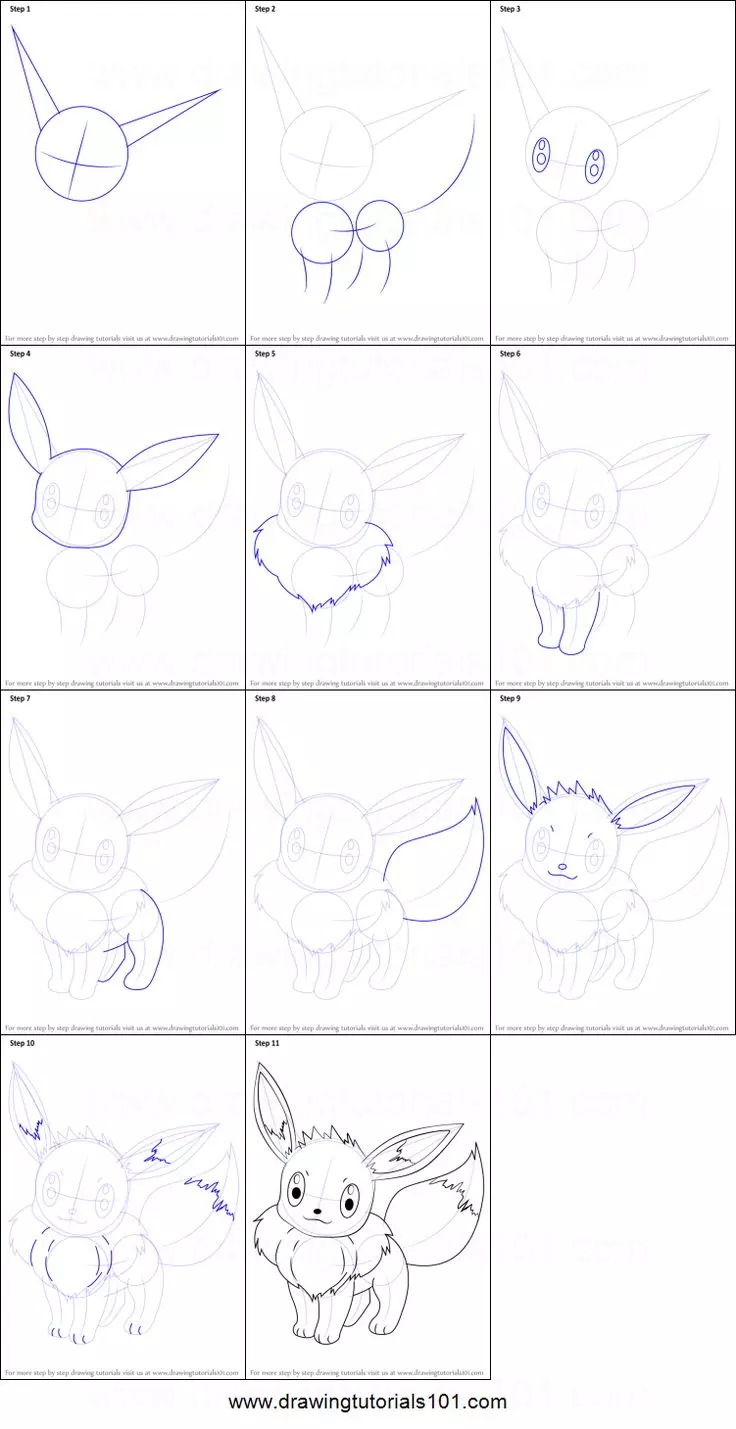 Step 1
Step 2
Step 3
For more step by step drawing tutorials visit us at www.drawingtutorials101.com
For more step by step drawing tutorials visit us at www.drawingtutorials101.com
For more step by step drawing tutorials visit us at www.drawingtutorials101.com
Step 4
Step 5
Step 6
For more step by step drawing tutorials visit us at www.drawingtutorials101.com
For more step by step drawing tutorials visit us at www.drawingtutorials101.com
For more step by step drawing tutorials visit us at www.drawingtutorials101.com
Step 7
Step 8
Step 9
For more step by step drawing tutorials visit us at www.drawingtutorials101.com
For more step by step drawing tutorials visit us at www.drawingtutorials101.com
For more step by step drawing tutorials visit us at www.drawingtutorials101.com
Step 10
Step 11
For more step by step drawing tutorials visit us at www.drawingtutorials101.com
For more step by step drawing tutorials visit us at www.drawingtutorials101.com
www.drawingtutorials101.com